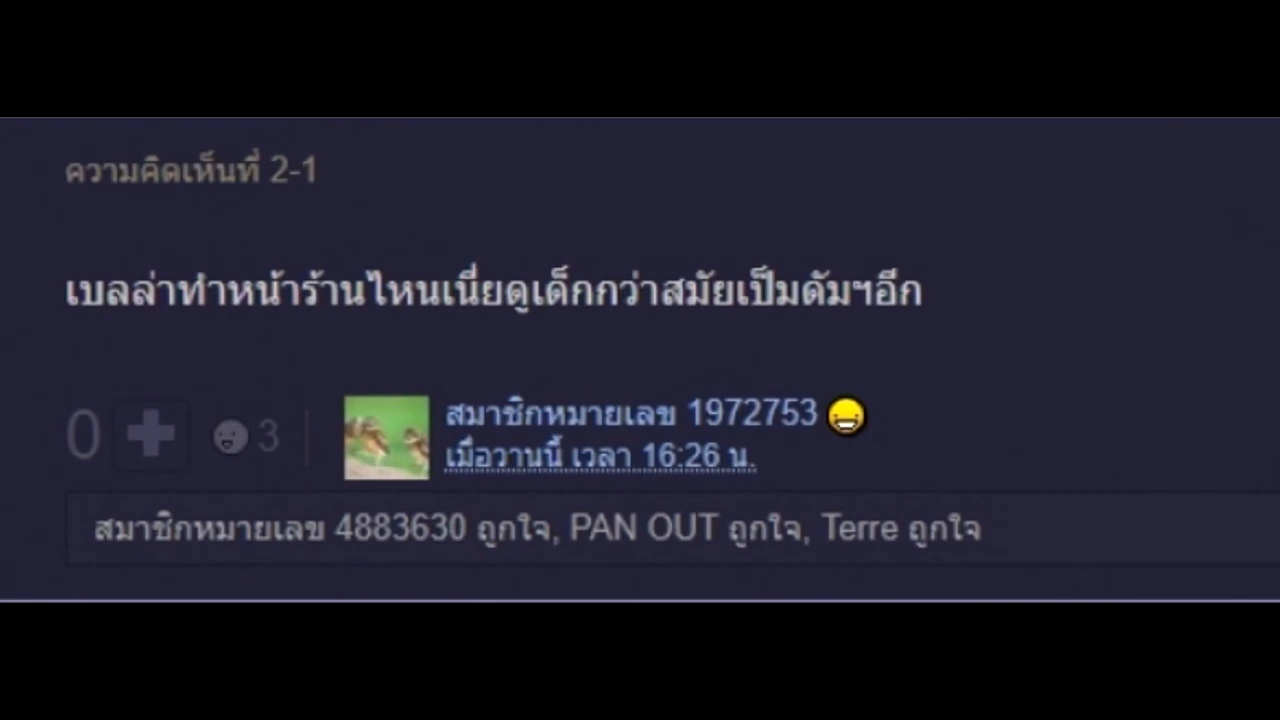 ความคิดเห็นที่ 2-1
เบลล่าทำหน้าร้านไหนเนี่ยดูเด็กกว่าสมัยเป็มดัมฯอีก
0 3
สมาชิกหมายเลข 1972753
เมื่อวานนี้ เวลา 16:26 น.
สมาชิกหมายเลข 4883630 ถูกใจ, PAN OUT ถูกใจ, Terre ถูกใจ